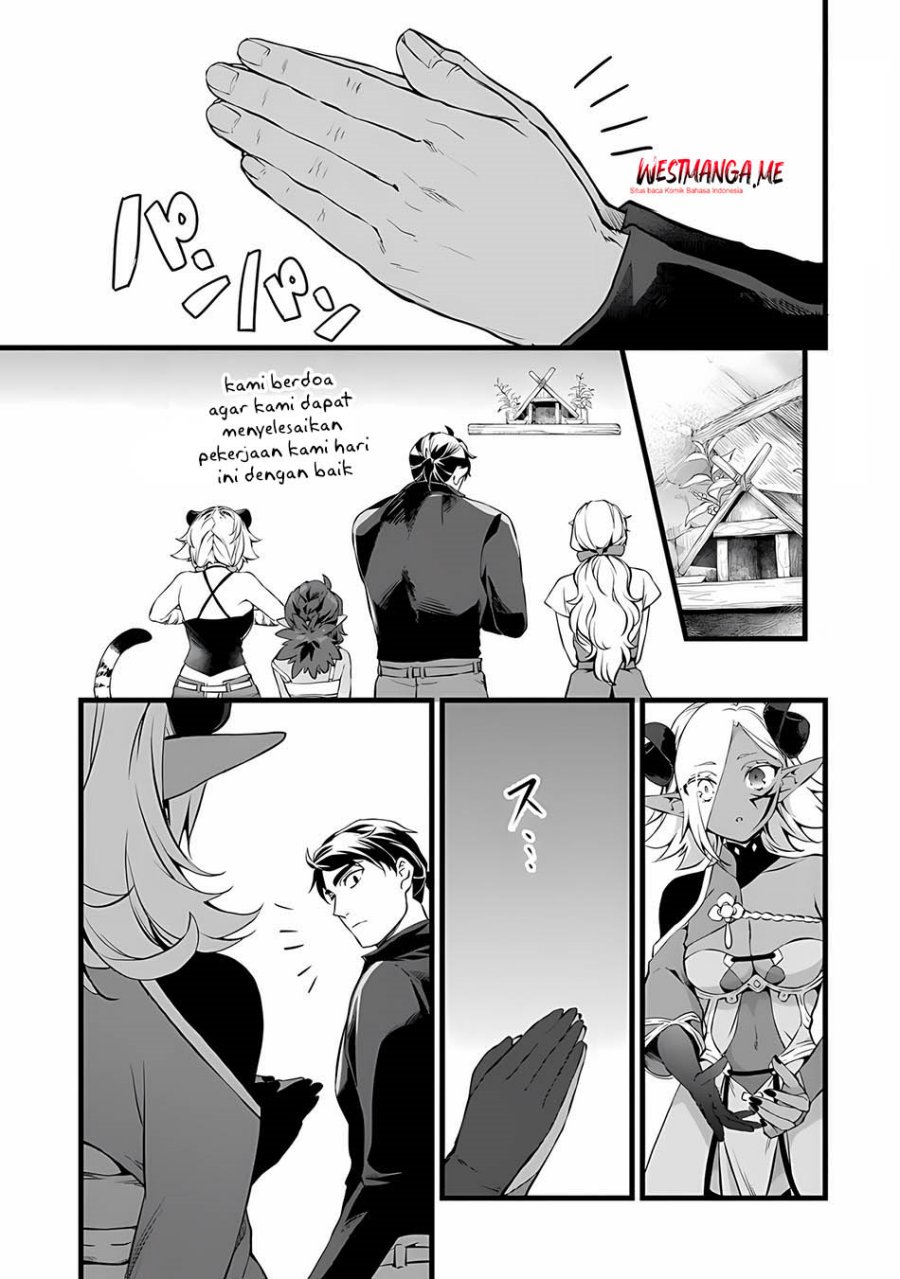 WESTMANGA.ME
Situs baca Komik Bahasa Indonesia
パンパン
kami berdoa
agar kami dapat
menyelesaikan
pekerjaan kami hari
ini dengan baik
ス…